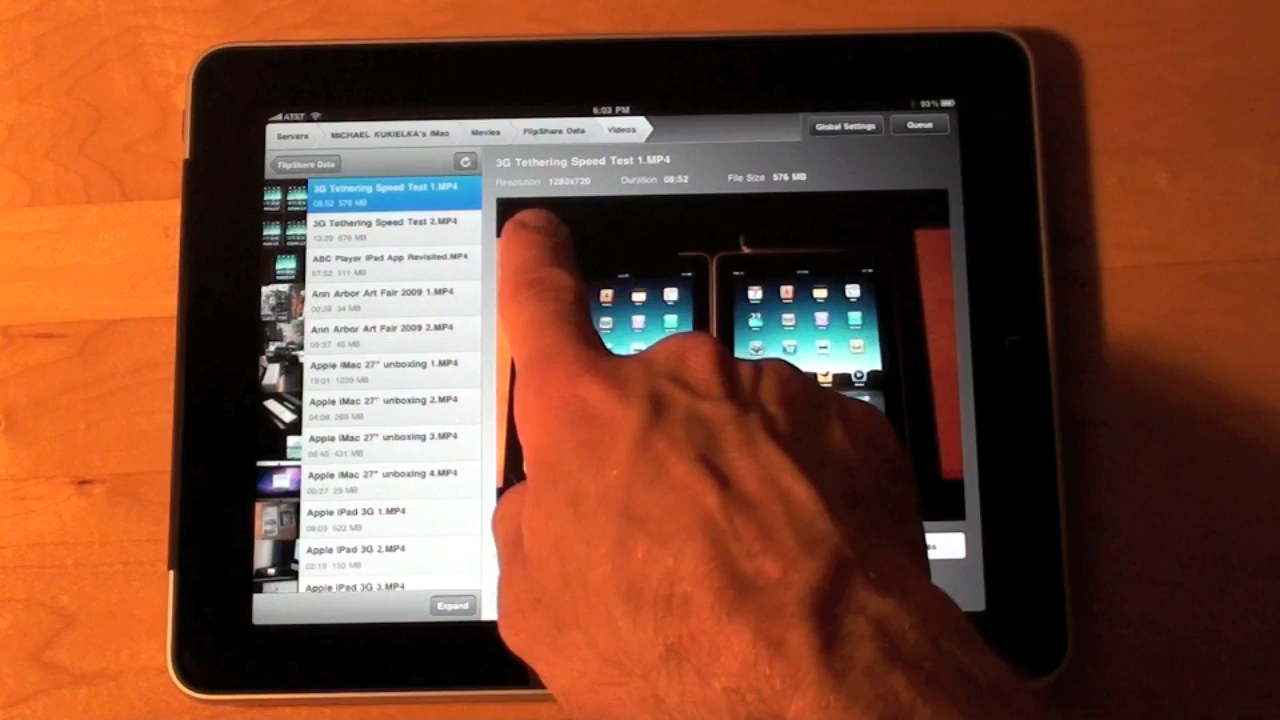 AT&T 6:03 PM 93%
Servers MICHAEL KUKIELKA's iMac Movies FlipShare Data Videos Global Settings Queue
FlipShare Data
3G Tethering Speed Test 1.MP4
08:52 576 MB
3G Tethering Speed Test 2.MP4
13:29 876 MB
ABC Player iPad App Revisited.MP4
07:52 511 MB
Ann Arbor Art Fair 2009 1.MP4
00:28 34 MB
Ann Arbor Art Fair 2009 2.MP4
00:37 46 MB
Apple iMac 27" unboxing 1.MP4
19:01 1229 MB
Apple iMac 27" unboxing 2.MP4
04:08 269 MB
Apple iMac 27" unboxing 3.MP4
06:48 431 MB
Apple iMac 27" unboxing 4.MP4
00:27 29 MB
Apple iPad 3G 1.MP4
08:03 523 MB
Apple iPad 3G 2.MP4
02:18 150 MB
Apple iPad 3G 3.MP4
Expand
3G Tethering Speed Test 1.MP4
Resolution 1280x720 Duration 08:52 File Size 576 MB